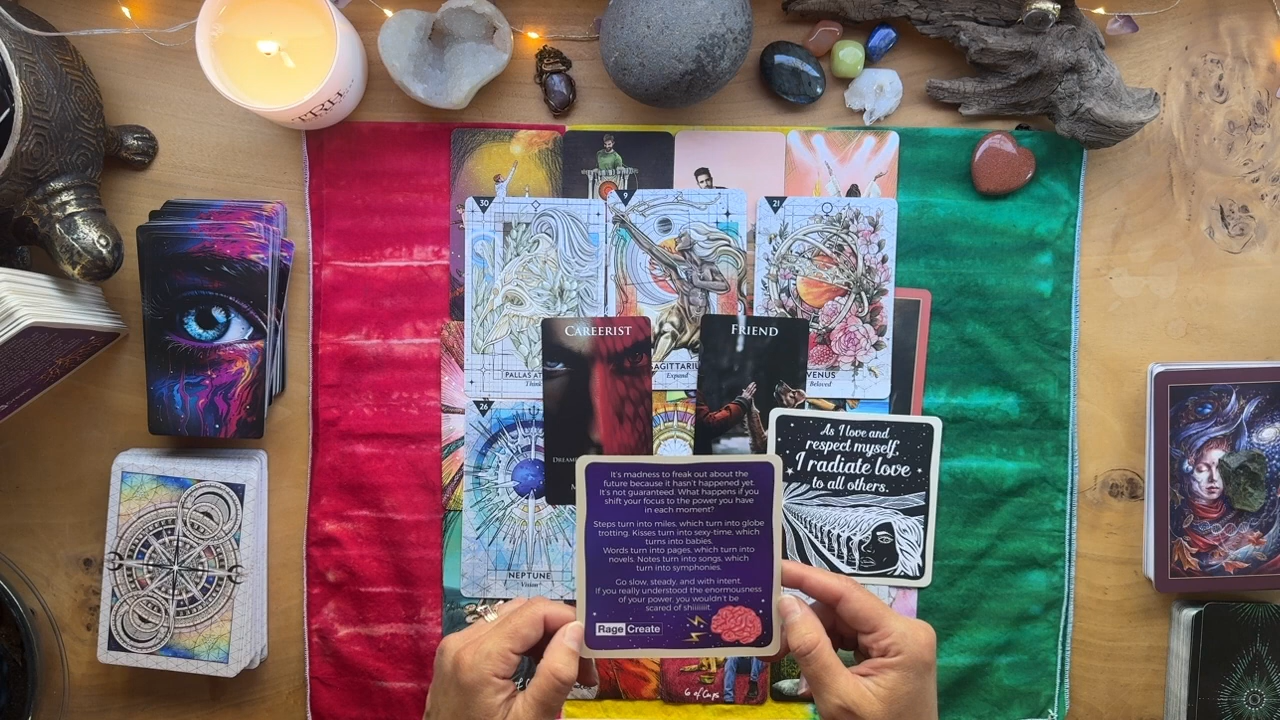 30
9
21
PALLAS AT
Think
SAGITTARIU
Expand
VENUS
Beloved
CAREERIST
FRIEND
DREAM
M
26
NEPTUNE
Vision
As I love and
respect myself,
I radiate love
to all others.
It's madness to freak out about the
future because it hasn't happened yet.
It's not guaranteed. What happens if you
shift your focus to the power you have
in each moment?
Steps turn into miles, which turn into globe
trotting. Kisses turn into sexy-time, which
turns into babies.
Words turn into pages, which turn into
novels. Notes turn into songs, which
turn into symphonies.
Go slow, steady, and with intent.
If you really understood the enormousness
of your power, you wouldn't be
scared of shiiiiiit.
Rage Create
6 of Cups